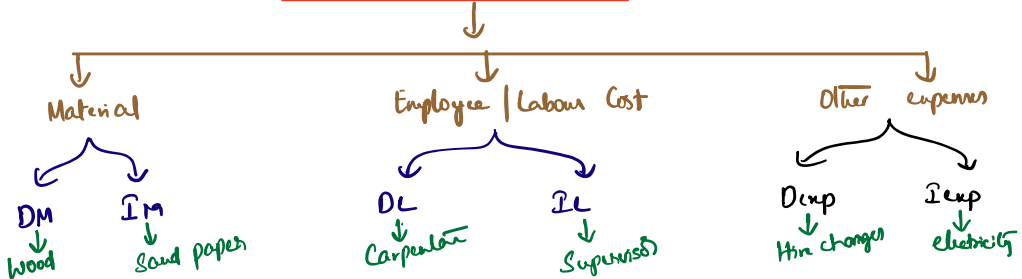 Material Employee | Labour Cost Other expenses
DM IM DL IL Dexp Iexp
Wood Sand paper Carpenter Supervisor Hire charges electricity